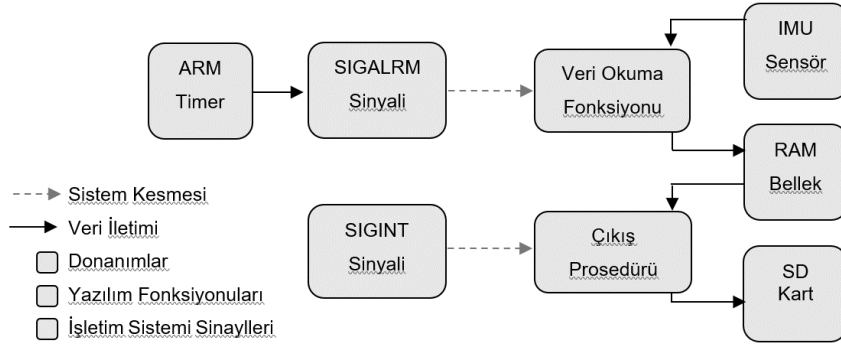 ARM
Timer
SIGALRM
Sinyali
Veri Okuma
Fonksiyonu
IMU
Sensör
RAM
Bellek
SIGINT
Sinyali
Çıkış
Prosedürü
SD
Kart
Sistem Kesmesi
Veri İletimi
Donanımlar
Yazılım Fonksiyonuları
İşletim Sistemi Sinaylleri